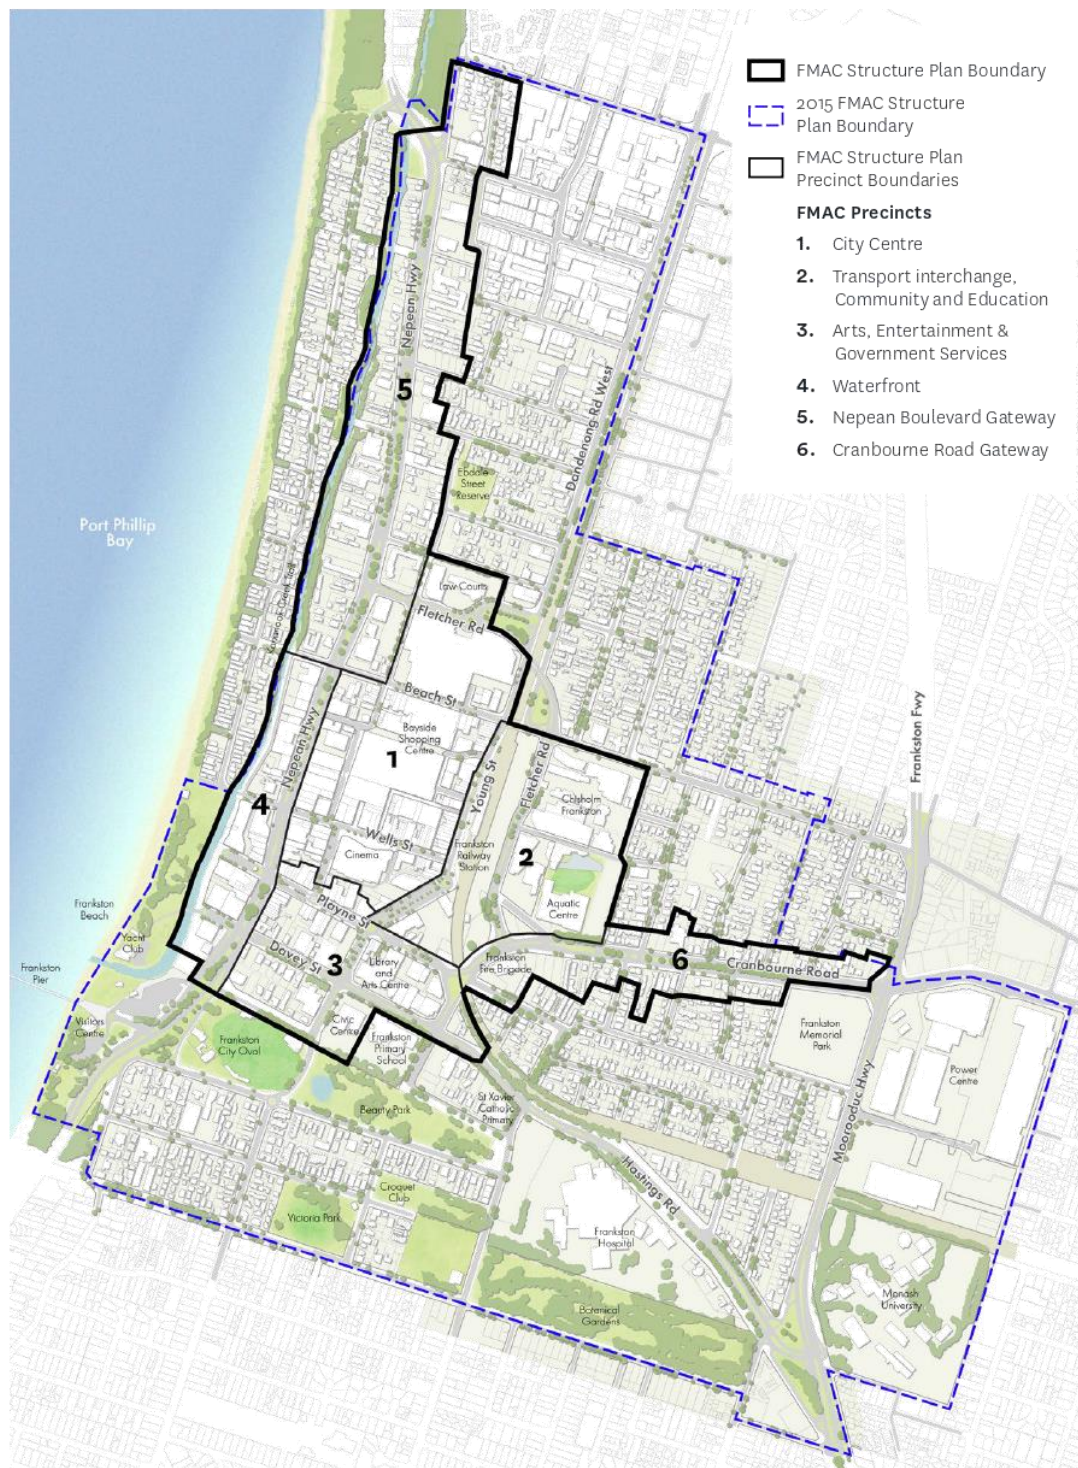 FMAC Structure Plan Boundary
2015 FMAC Structure
Plan Boundary
FMAC Structure Plan
Precinct Boundaries
FMAC Precincts
1. City Centre
2. Transport interchange,
Community and Education
3. Arts, Entertainment &
Government Services
4. Waterfront
5. Nepean Boulevard Gateway
6. Cranbourne Road Gateway
Nepean Hwy
5
Dandenong Rd West
Ebdale
Street
Reserve
Port Phillip
Bay
Kananook Creek Trail
Law Courts
Fletcher Rd
Beach St
Frankston Fwy
Nepean Hwy
Bayside
Shopping
Centre
1
Young St
Fletcher Rd
4
Chisholm
Frankston
Wells St
Cinema
Frankston
Railway
Station
2
Aquatic
Centre
Frankston
Beach
Playne St
Yacht
Club
Davey St
3
Library
and
Arts Centre
Frankston
Fire Brigade
6
Cranbourne Road
Frankston
Pier
Visitors
Centre
Civic
Centre
Frankston
City Oval
Frankston
Primary
School
Frankston
Memorial
Park
Power
Centre
Moorooduc Hwy
Beauty Park
St Xavier
Catholic
Primary
Hastings Rd
Croquet
Club
Victoria Park
Frankston
Hospital
Monash
University
Botanical
Gardens